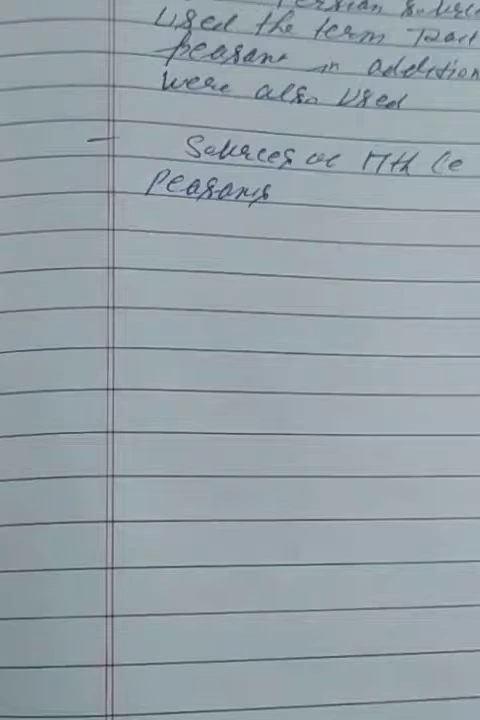 used the term
peasant in addition
were also used
— Sources of 17th Ce
Peasants